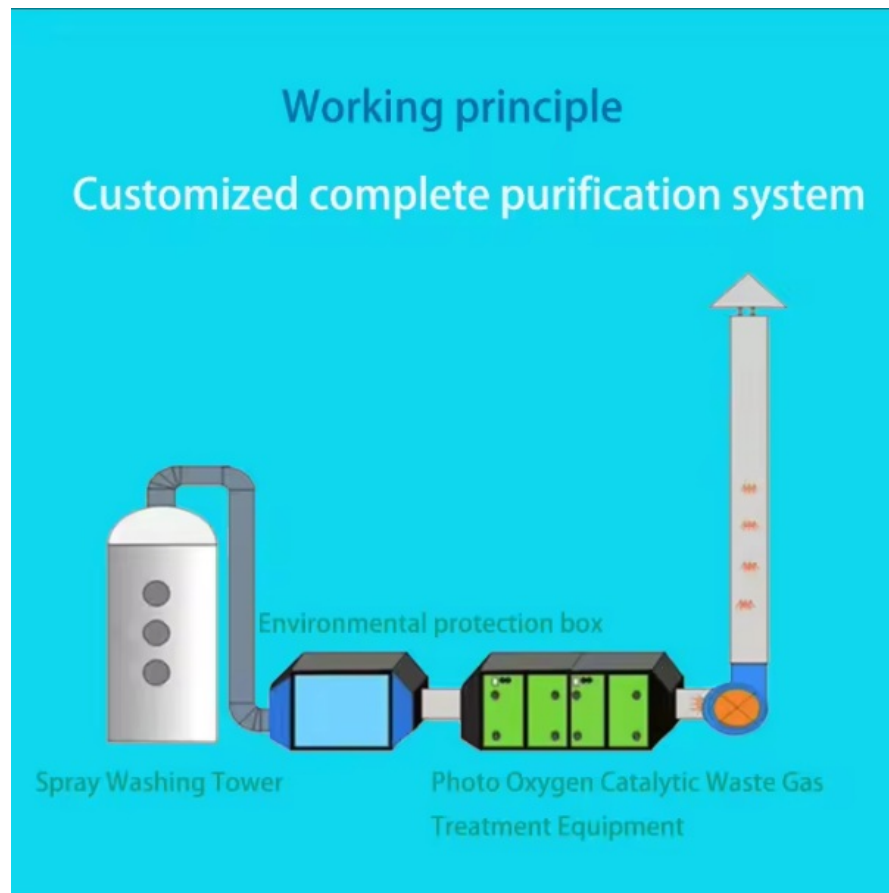 Working principle
Customized complete purification system
Environmental protection box
Spray Washing Tower
Photo Oxygen Catalytic Waste Gas
Treatment Equipment